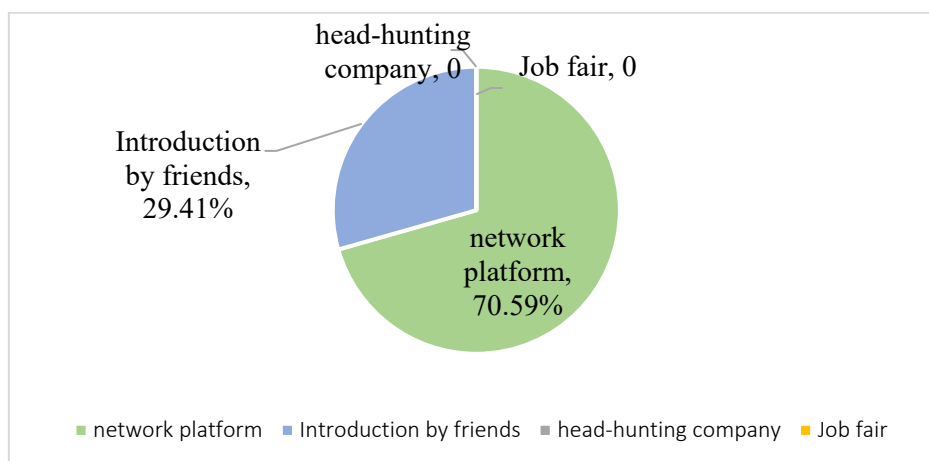 head-hunting
company, 0
Job fair, 0
Introduction
by friends,
29.41%
network
platform,
70.59%
network platform Introduction by friends head-hunting company Job fair